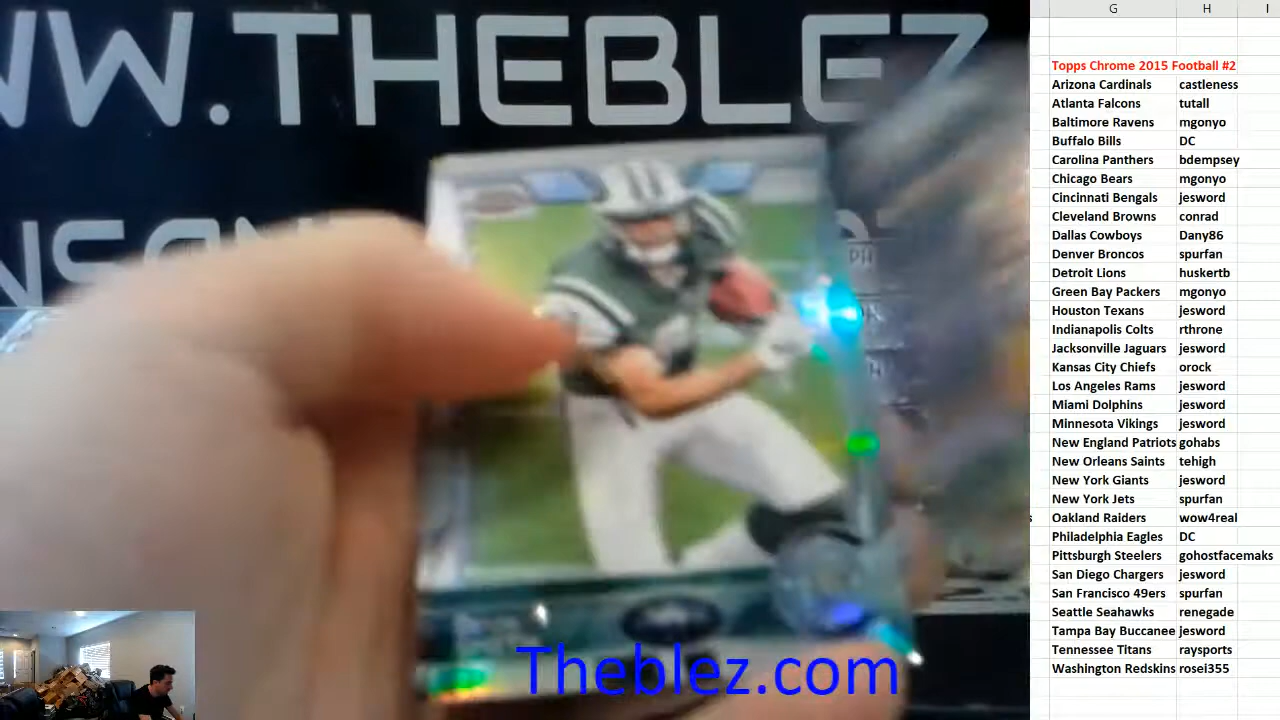 WW.THEBLEZ
G
H
I
Topps Chrome 2015 Football #2
Arizona Cardinals castleness
Atlanta Falcons tutall
Baltimore Ravens mgonyo
Buffalo Bills DC
Carolina Panthers bdempsey
Chicago Bears mgonyo
Cincinnati Bengals jesword
Cleveland Browns conrad
Dallas Cowboys Dany86
Denver Broncos spurfan
Detroit Lions huskertb
Green Bay Packers mgonyo
Houston Texans jesword
Indianapolis Colts rthrone
Jacksonville Jaguars jesword
Kansas City Chiefs orock
Los Angeles Rams jesword
Miami Dolphins jesword
Minnesota Vikings jesword
New England Patriots gohabs
New Orleans Saints tehigh
New York Giants jesword
New York Jets spurfan
Oakland Raiders wow4real
Philadelphia Eagles DC
Pittsburgh Steelers gohostfacemaks
San Diego Chargers jesword
San Francisco 49ers spurfan
Seattle Seahawks renegade
Tampa Bay Buccanee jesword
Tennessee Titans raysports
Washington Redskins rosei355
Theblez.com